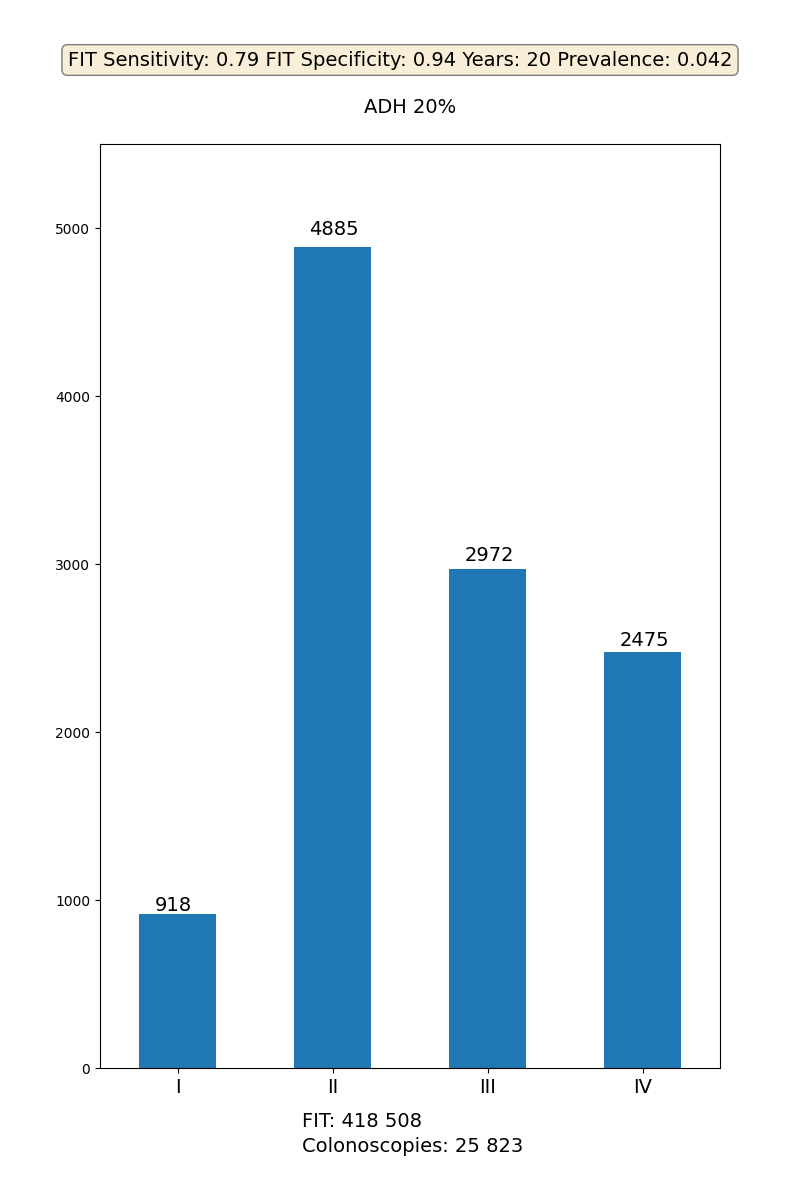 FIT Sensitivity: 0.79 FIT Specificity: 0.94 Years: 20 Prevalence: 0.042
ADH 20%
5000
4000
3000
2000
1000
0
918
4885
2972
2475
I
II
III
IV
FIT: 418 508
Colonoscopies: 25 823